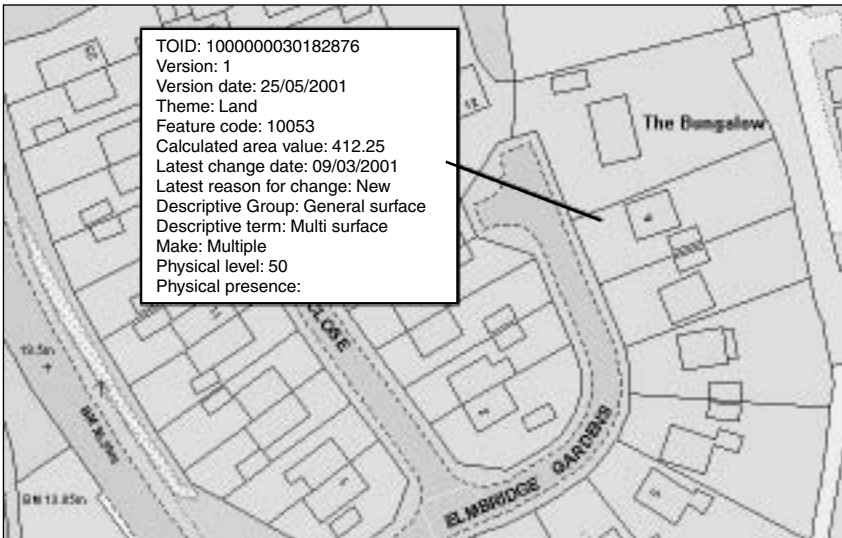 TOID: 1000000030182876
Version: 1
Version date: 25/05/2001
Theme: Land
Feature code: 10053
Calculated area value: 412.25
Latest change date: 09/03/2001
Latest reason for change: New
Descriptive Group: General surface
Descriptive term: Multi surface
Make: Multiple
Physical level: 50
Physical presence:
12
The Bungalow
CLOSE
19.5m
BM 13.85m
ELMBRIDGE GARDENS